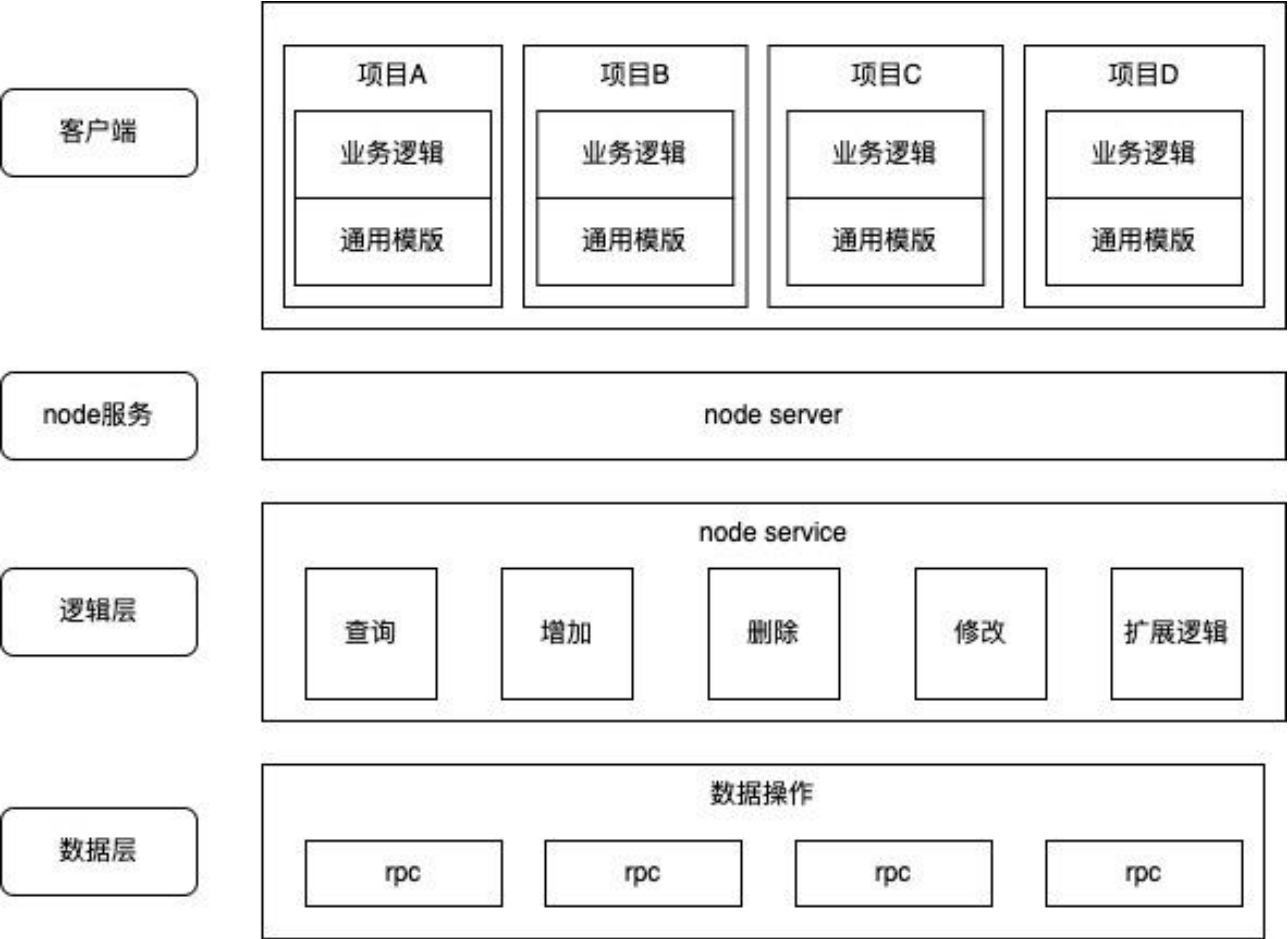 项目A
项目B
项目C
项目D
客户端
业务逻辑
业务逻辑
业务逻辑
业务逻辑
通用模版
通用模版
通用模版
通用模版
node服务
node server
node service
逻辑层
查询
增加
删除
修改
扩展逻辑
数据操作
数据层
rpc
rpc
rpc
rpc